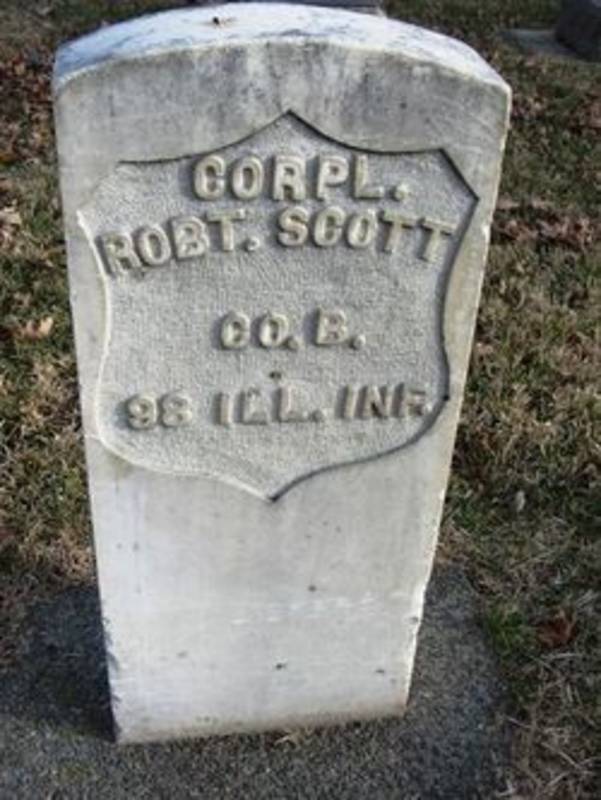 CORPL.
ROBT. SCOTT
CO. B.
98 ILL. INF.